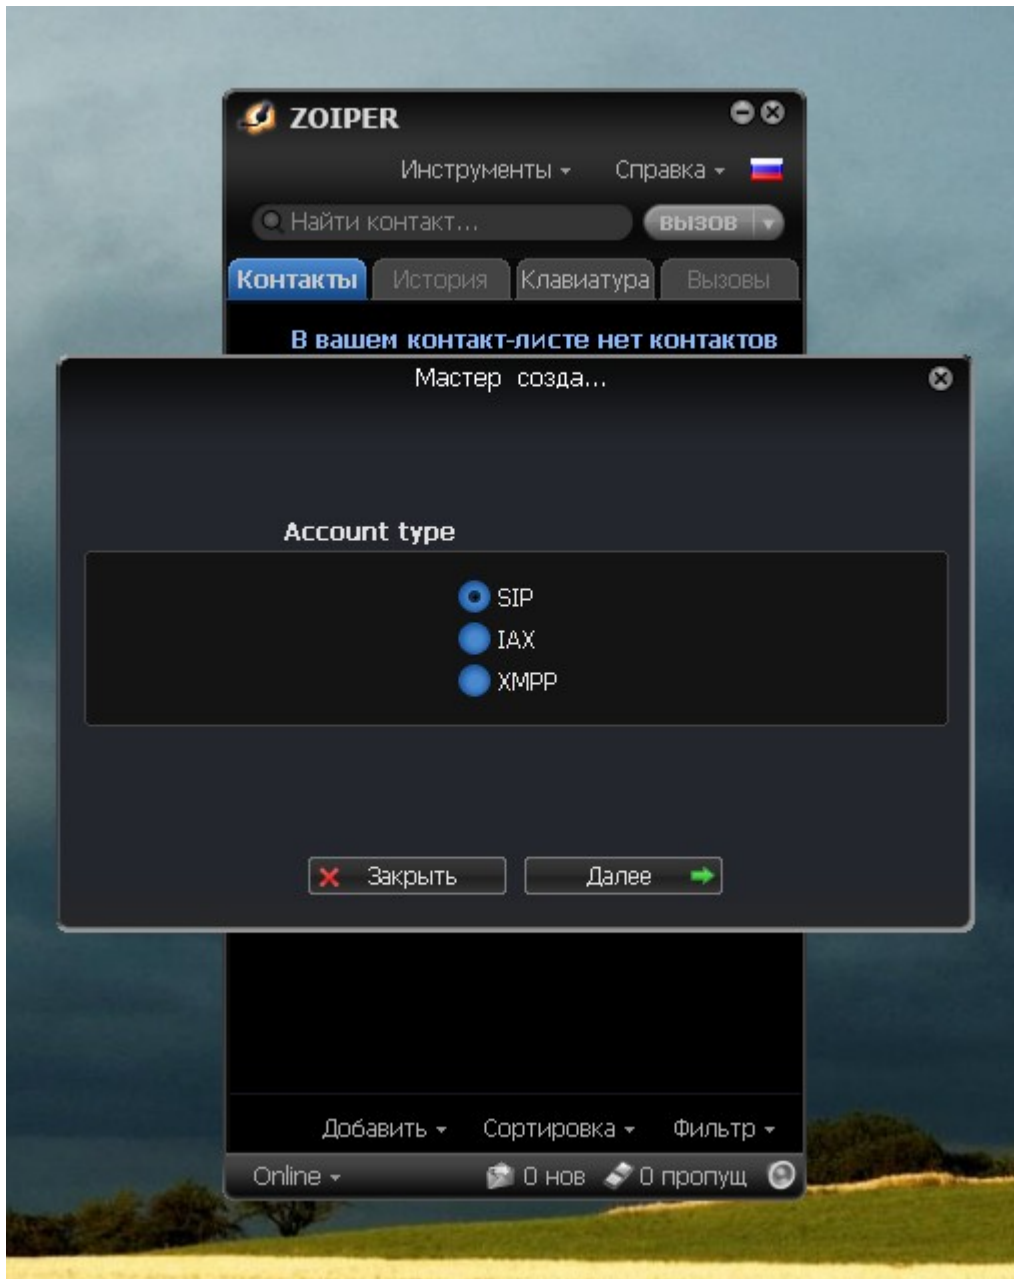 ZOIPER
Инструменты Справка
Найти контакт... вызов
Контакты История Клавиатура Вызовы
В вашем контакт-листе нет контактов
Мастер созда...
Account type
SIP
IAX
XMPP
Закрыть Далее
Добавить Сортировка Фильтр
Online 0 нов 0 пропущ